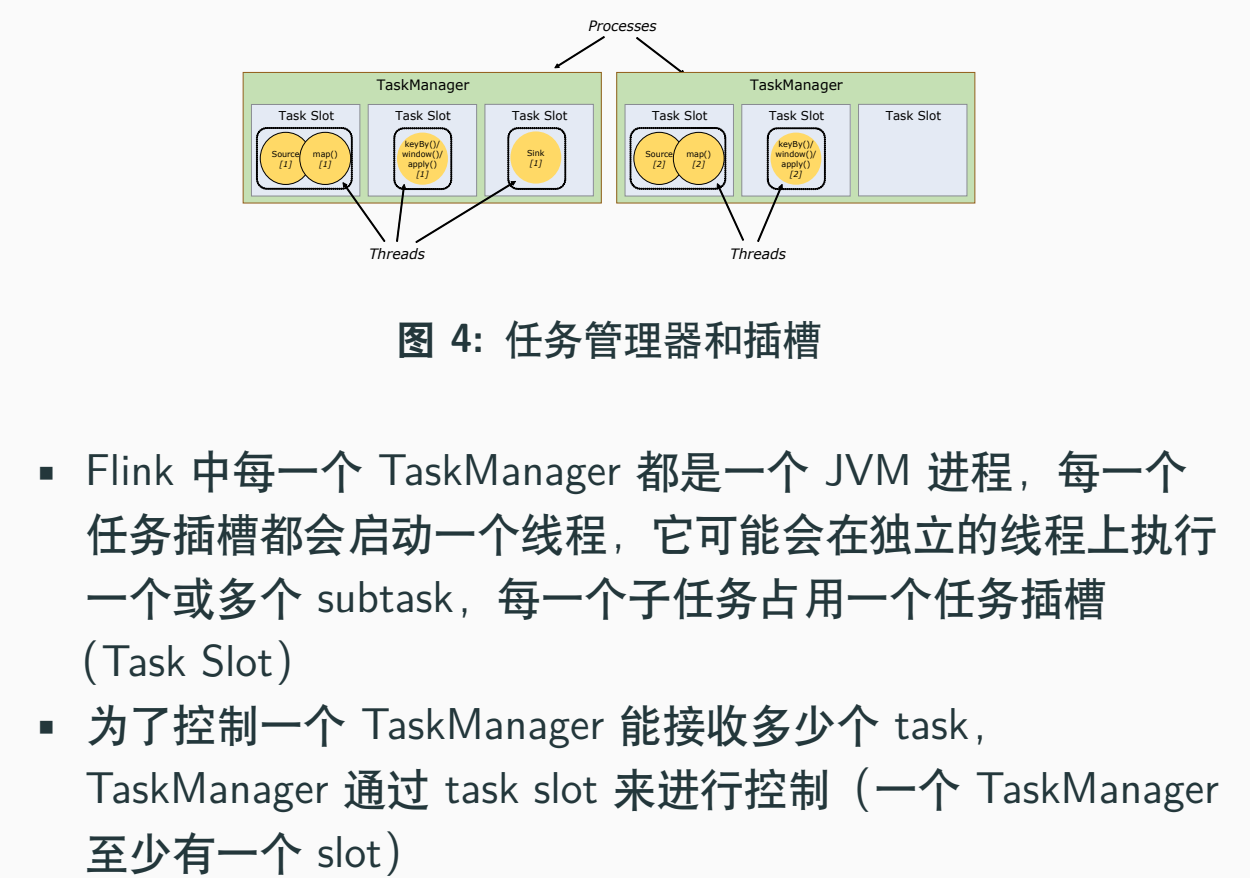 Processes
TaskManager TaskManager
Task Slot Task Slot Task Slot Task Slot Task Slot Task Slot
Source [1] map() [1] keyBy()/ window()/ apply() [1] Sink [1] Source [2] map() [2] keyBy()/ window()/ apply() [2]
Threads Threads
图 4: 任务管理器和插槽
▪ Flink 中每一个 TaskManager 都是一个 JVM 进程，每一个
任务插槽都会启动一个线程，它可能会在独立的线程上执行
一个或多个 subtask，每一个子任务占用一个任务插槽
(Task Slot)
▪ 为了控制一个 TaskManager 能接收多少个 task，
TaskManager 通过 task slot 来进行控制（一个 TaskManager
至少有一个 slot）